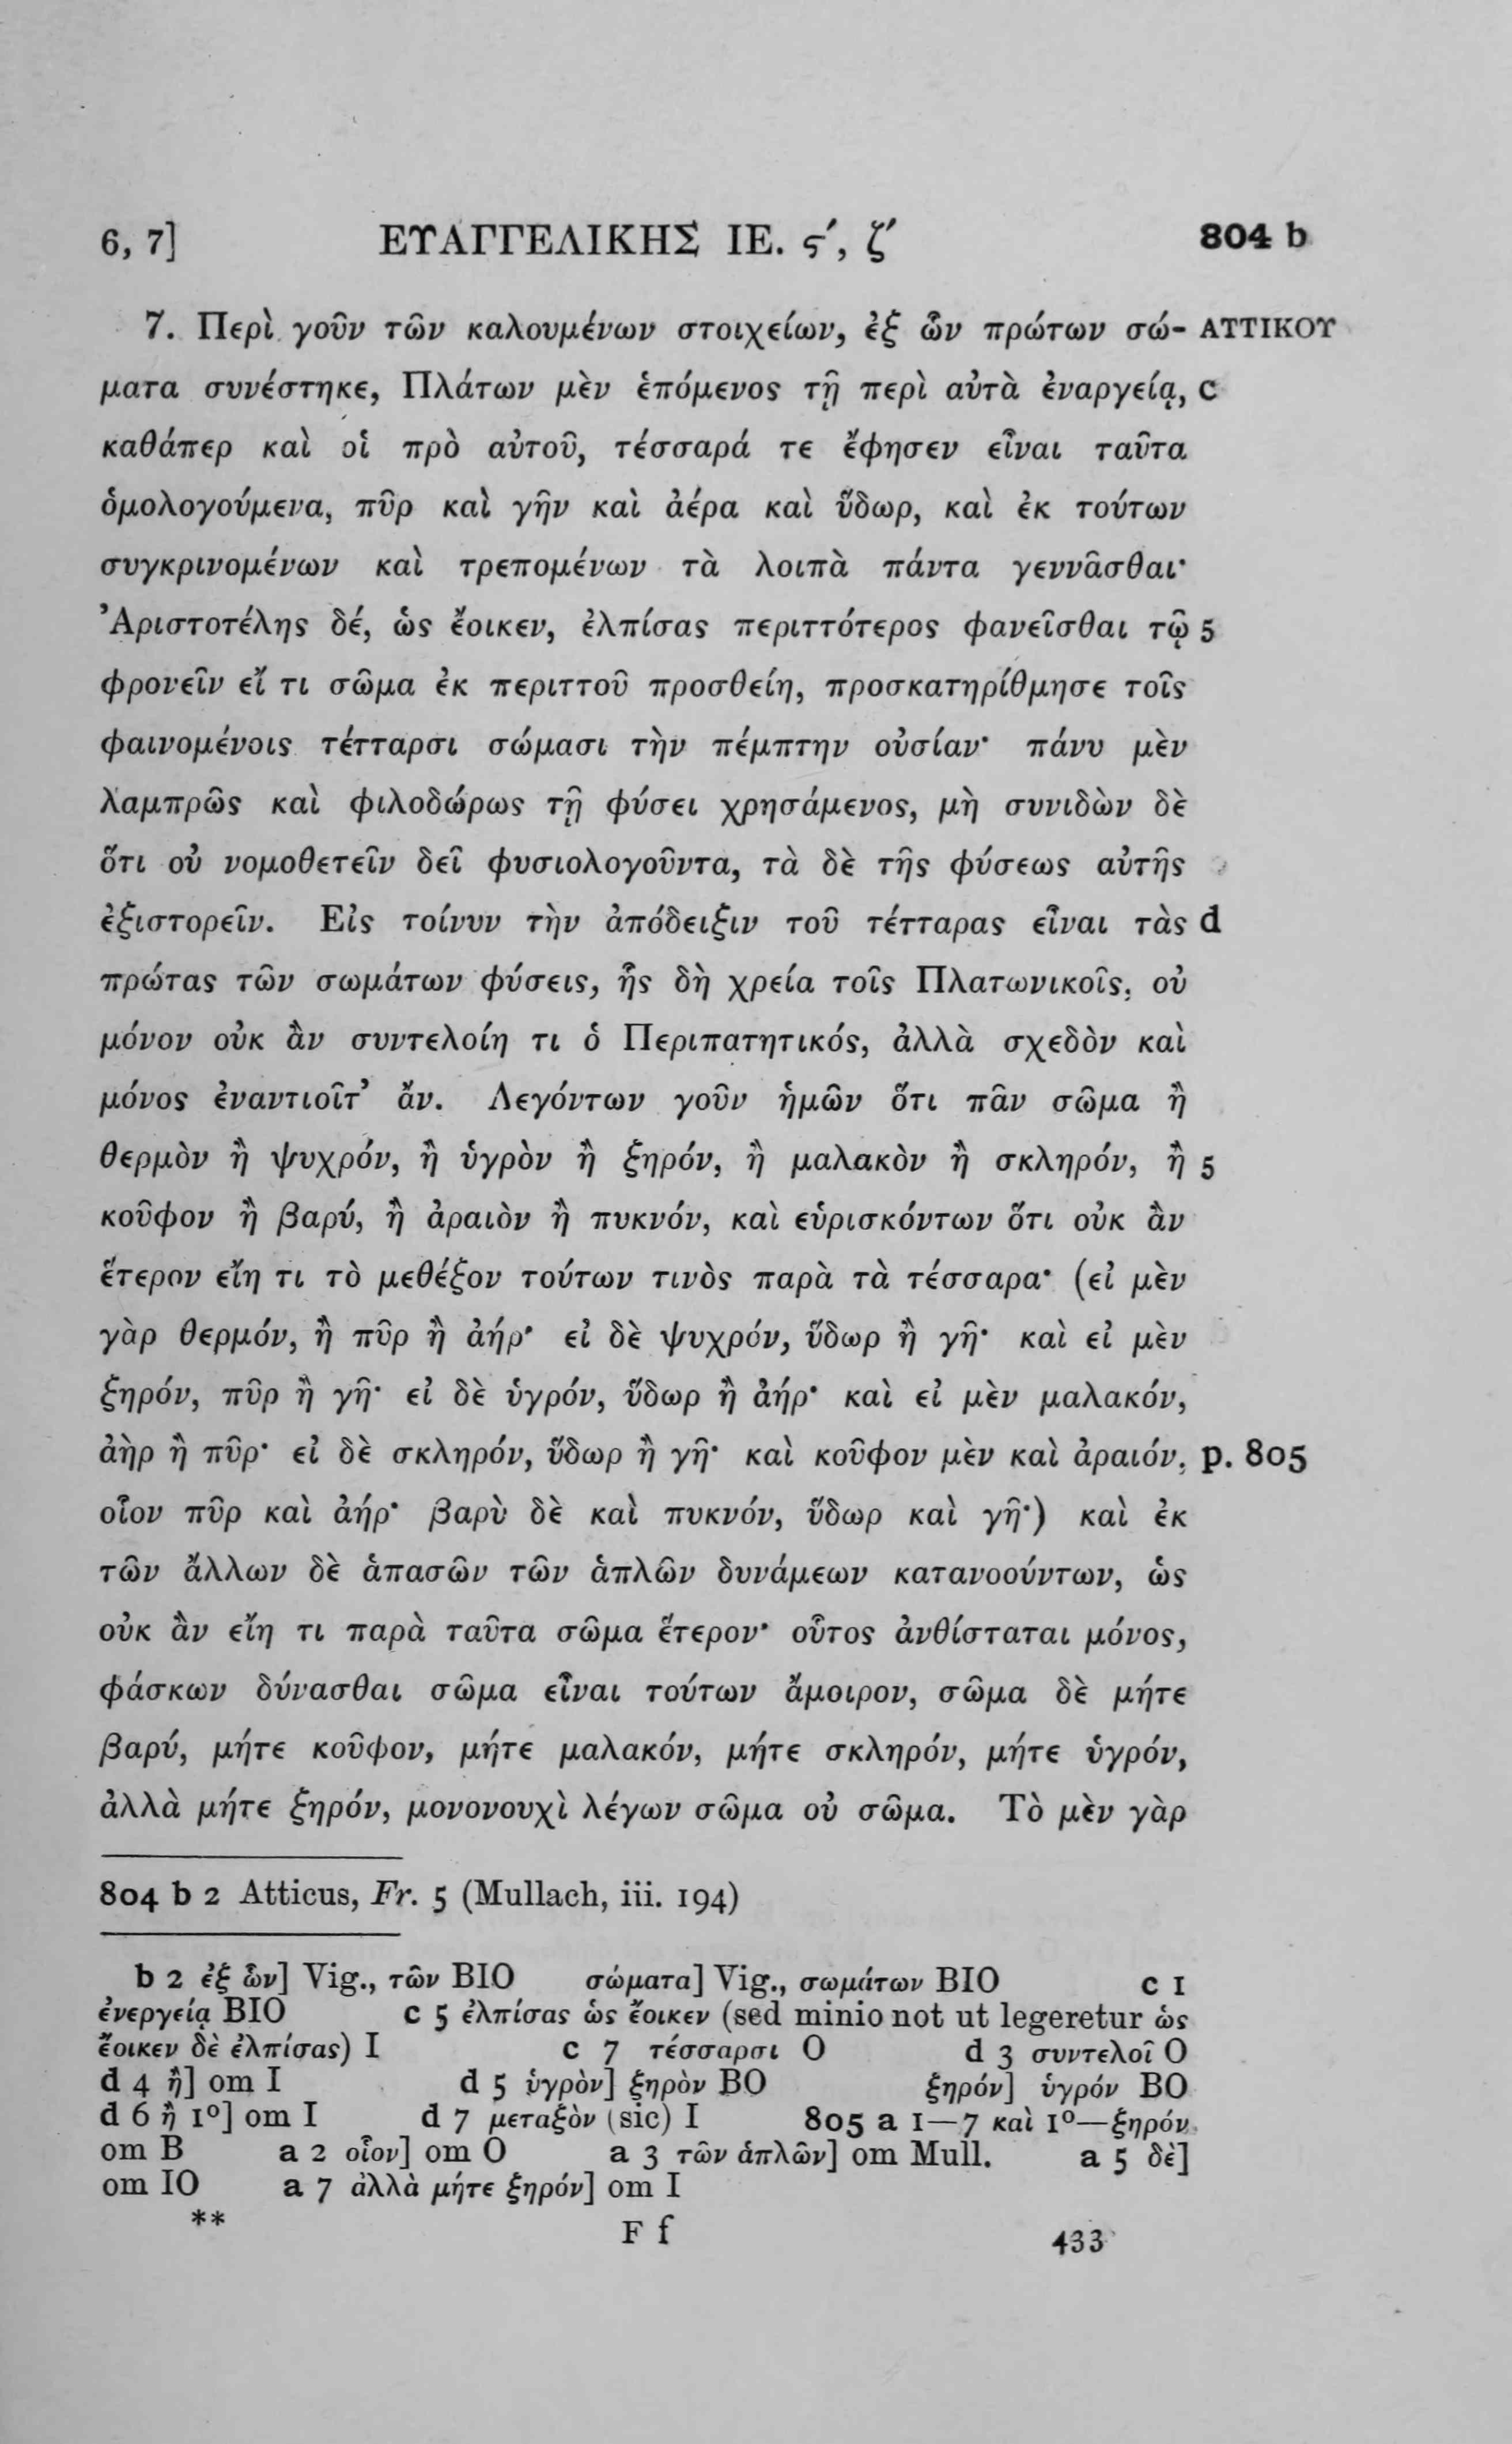 6, 7] ΕΥΑΓΓΕΛΙΚΗΣ ΙΕ. ϛ΄, ζ΄ 804 b
7. Περὶ γοῦν τῶν καλουμένων στοιχείων, ἐξ ὧν πρώτων σώ- ΑΤΤΙΚΟΥ
ματα συνέστηκε, Πλάτων μὲν ἑπόμενος τῇ περὶ αὐτὰ ἐναργείᾳ, c
καθάπερ καὶ οἱ πρὸ αὐτοῦ, τέσσαρά τε ἔφησεν εἶναι ταῦτα
ὁμολογούμενα, πῦρ καὶ γῆν καὶ ἀέρα καὶ ὕδωρ, καὶ ἐκ τούτων
συγκρινομένων καὶ τρεπομένων τὰ λοιπὰ πάντα γεννᾶσθαι·
Ἀριστοτέλης δέ, ὡς ἔοικεν, ἐλπίσας περιττότερος φανεῖσθαι τῷ 5
φρονεῖν εἴ τι σῶμα ἐκ περιττοῦ προσθείη, προσκατηρίθμησε τοῖς
φαινομένοις τέτταρσι σώμασι τὴν πέμπτην οὐσίαν· πάνυ μὲν
λαμπρῶς καὶ φιλοδώρως τῇ φύσει χρησάμενος, μὴ συνιδὼν δὲ
ὅτι οὐ νομοθετεῖν δεῖ φυσιολογοῦντα, τὰ δὲ τῆς φύσεως αὐτῆς
ἐξιστορεῖν. Εἰς τοίνυν τὴν ἀπόδειξιν τοῦ τέτταρας εἶναι τὰς d
πρώτας τῶν σωμάτων φύσεις, ἧς δὴ χρεία τοῖς Πλατωνικοῖς, οὐ
μόνον οὐκ ἂν συντελοίη τι ὁ Περιπατητικός, ἀλλὰ σχεδὸν καὶ
μόνος ἐναντιοῖτ’ ἄν. Λεγόντων γοῦν ἡμῶν ὅτι πᾶν σῶμα ἢ
θερμὸν ἢ ψυχρόν, ἢ ὑγρὸν ἢ ξηρόν, ἢ μαλακὸν ἢ σκληρόν, ἢ 5
κοῦφον ἢ βαρύ, ἢ ἀραιὸν ἢ πυκνόν, καὶ εὑρισκόντων ὅτι οὐκ ἂν
ἕτερον εἴη τι τὸ μεθέξον τούτων τινὸς παρὰ τὰ τέσσαρα· (εἰ μὲν
γὰρ θερμόν, ἢ πῦρ ἢ ἀήρ· εἰ δὲ ψυχρόν, ὕδωρ ἢ γῆ· καὶ εἰ μὲν
ξηρόν, πῦρ ἢ γῆ· εἰ δὲ ὑγρόν, ὕδωρ ἢ ἀήρ· καὶ εἰ μὲν μαλακόν,
ἀὴρ ἢ πῦρ· εἰ δὲ σκληρόν, ὕδωρ ἢ γῆ· καὶ κοῦφον μὲν καὶ ἀραιόν, p. 805
οἷον πῦρ καὶ ἀήρ· βαρὺ δὲ καὶ πυκνόν, ὕδωρ καὶ γῆ·) καὶ ἐκ
τῶν ἄλλων δὲ ἁπασῶν τῶν ἁπλῶν δυνάμεων κατανοούντων, ὡς
οὐκ ἂν εἴη τι παρὰ ταῦτα σῶμα ἕτερον· οὗτος ἀνθίσταται μόνος,
φάσκων δύνασθαι σῶμα εἶναι τούτων ἄμοιρον, σῶμα δὲ μήτε
βαρύ, μήτε κοῦφον, μήτε μαλακόν, μήτε σκληρόν, μήτε ὑγρόν,
ἀλλὰ μήτε ξηρόν, μονονουχὶ λέγων σῶμα οὐ σῶμα. Τὸ μὲν γὰρ
804 b 2 Atticus, Fr. 5 (Mullach, iii. 194)
b 2 ἐξ ὧν] Vig., τῶν BIO σώματα] Vig., σωμάτων BIO c 1
ἐνεργείᾳ BIO c 5 ἐλπίσας ὡς ἔοικεν (sed minio not ut legeretur ὡς
ἔοικεν δὲ ἐλπίσας) I c 7 τέσσαρσι O d 3 συντελοῖ O
d 4 ἢ] om I d 5 ὑγρὸν] ξηρὸν BO ξηρόν] ὑγρόν BO
d 6 ἢ 1º] om I d 7 μεταξὸν (sic) I 805 a 1—7 καὶ 1º—ξηρόν
om B a 2 οἷον] om O a 3 τῶν ἁπλῶν] om Mull. a 5 δὲ]
om IO a 7 ἀλλὰ μήτε ξηρόν] om I
** F f 433